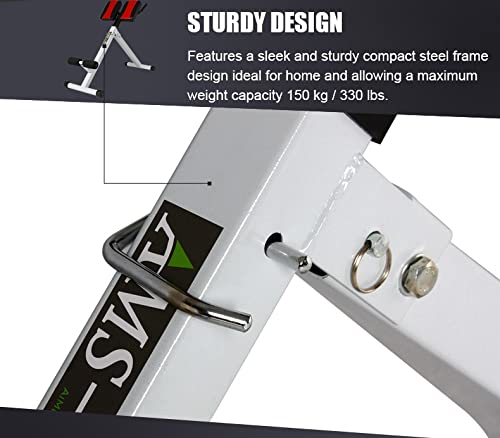 STURDY DESIGN
Features a sleek and sturdy compact steel frame
design ideal for home and allowing a maximum
weight capacity 150 kg / 330 lbs.